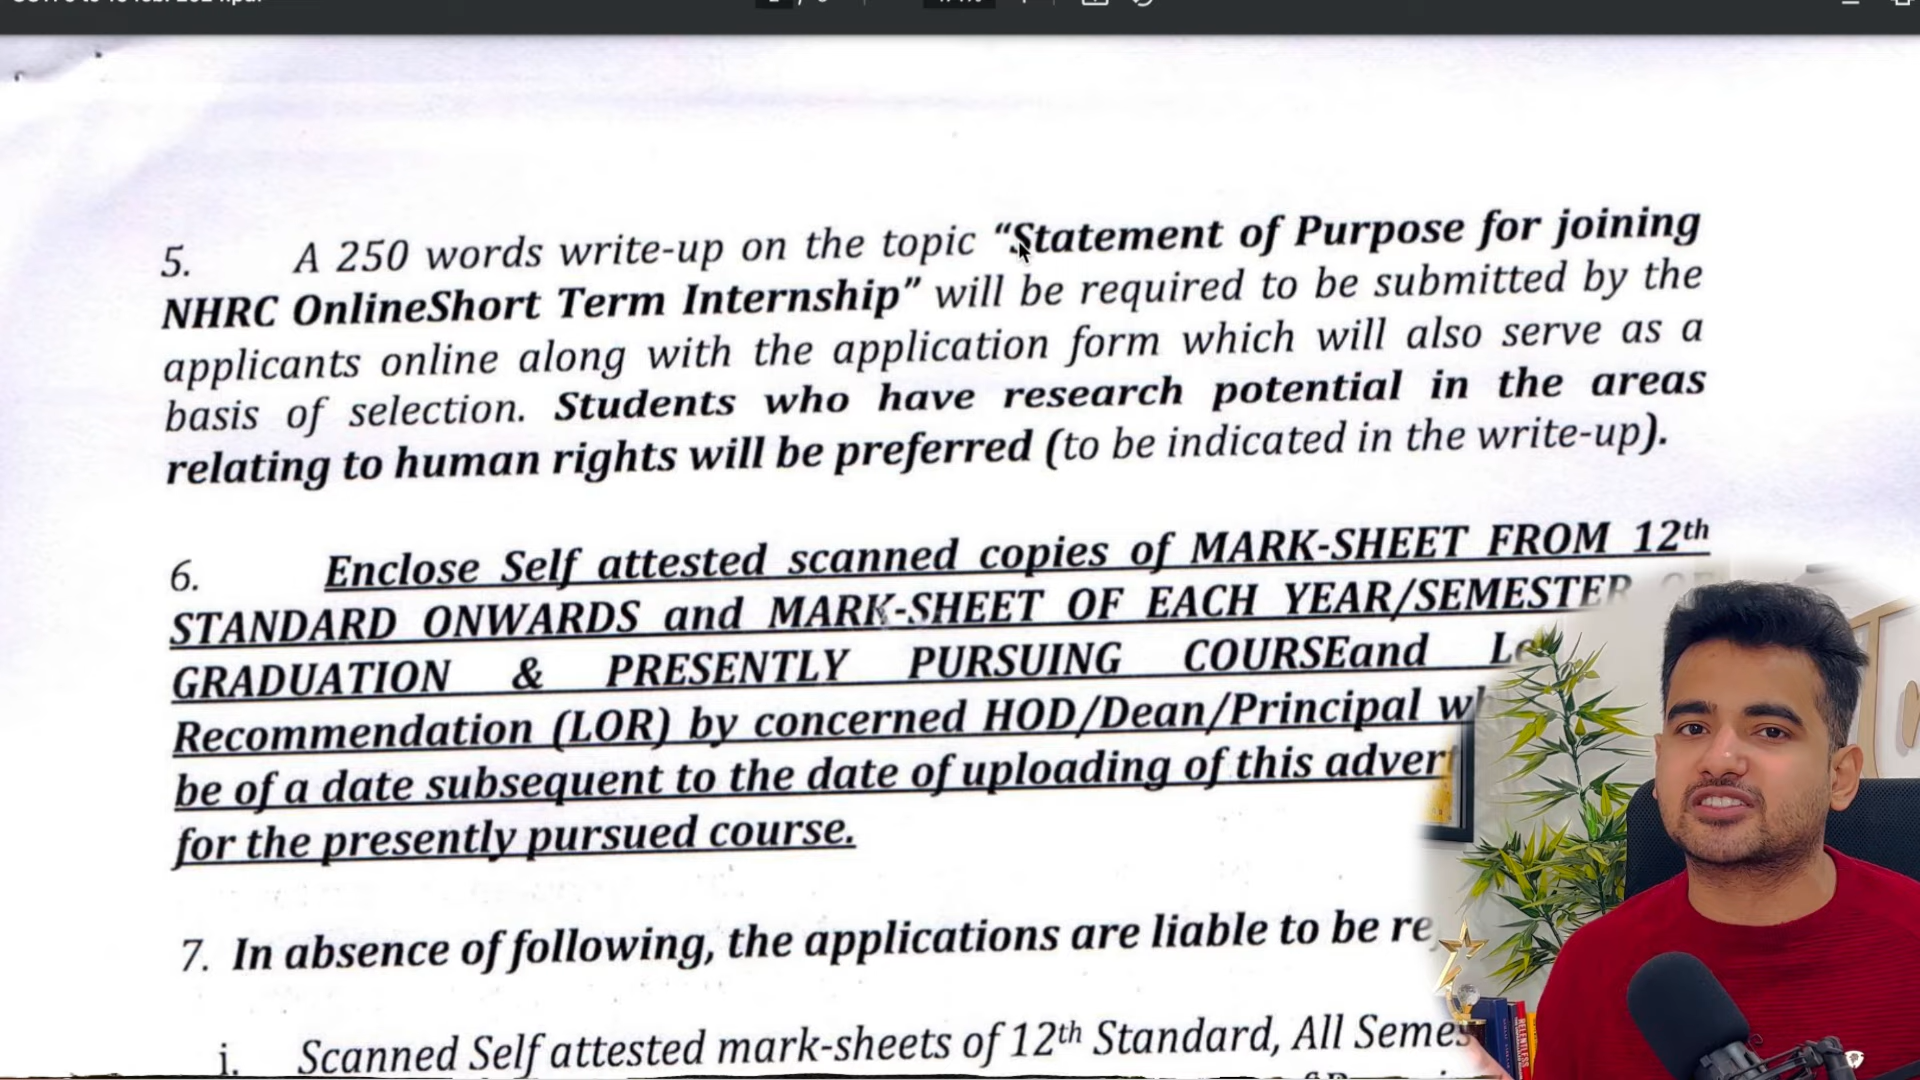 5. A 250 words write-up on the topic “Statement of Purpose for joining
NHRC OnlineShort Term Internship” will be required to be submitted by the
applicants online along with the application form which will also serve as a
basis of selection. Students who have research potential in the areas
relating to human rights will be preferred (to be indicated in the write-up).
6. Enclose Self attested scanned copies of MARK-SHEET FROM 12th
STANDARD ONWARDS and MARK-SHEET OF EACH YEAR/SEMESTER
GRADUATION & PRESENTLY PURSUING COURSEand
Recommendation (LOR) by concerned HOD/Dean/Principal
be of a date subsequent to the date of uploading of this
for the presently pursued course.
7. In absence of following, the applications are liable to be
i. Scanned Self attested mark-sheets of 12th Standard, All
RELENTLESS